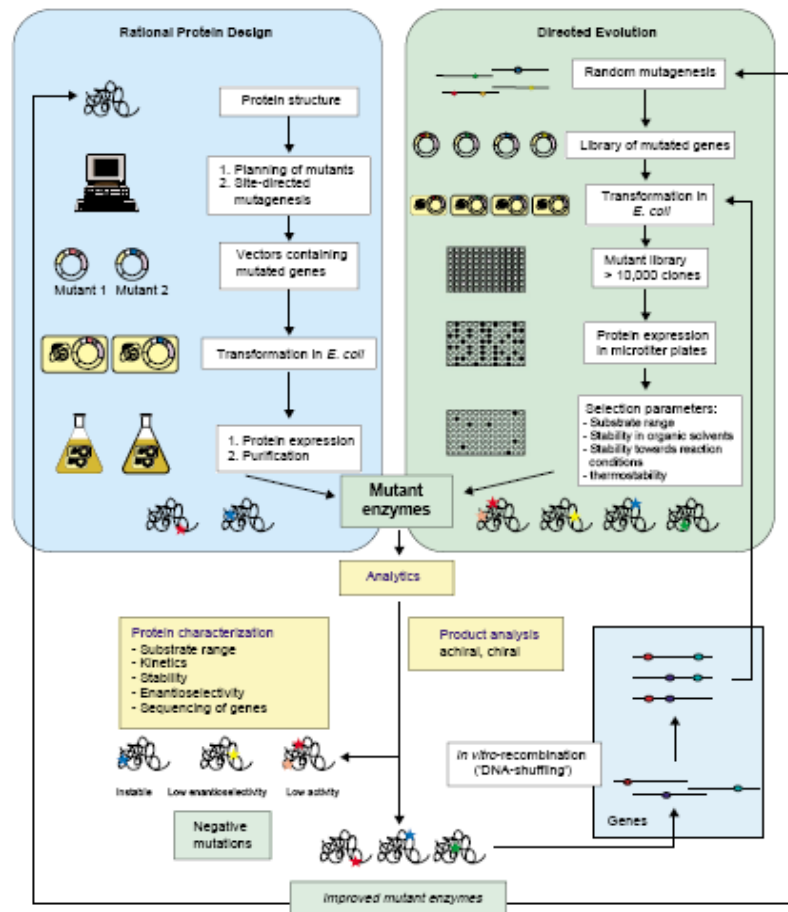 Rational Protein Design
Protein structure
1. Planning of mutants
2. Site-directed
mutagenesis
Vectors containing
mutated genes
Mutant 1
Mutant 2
Transformation in E. coli
1. Protein expression
2. Purification
Directed Evolution
Random mutagenesis
Library of mutated genes
Transformation in
E. coli
Mutant library
> 10,000 clones
Protein expression
in microtiter plates
Selection parameters:
- Substrate range
- Stability in organic solvents
- Stability towards reaction
conditions
- thermostability
Mutant
enzymes
Analytics
Protein characterization
- Substrate range
- Kinetics
- Stability
- Enantioselectivity
- Sequencing of genes
Product analysis
achiral, chiral
In vitro-recombination
('DNA-shuffling')
Genes
Instable
Low enantioselectivity
Low activity
Negative
mutations
Improved mutant enzymes